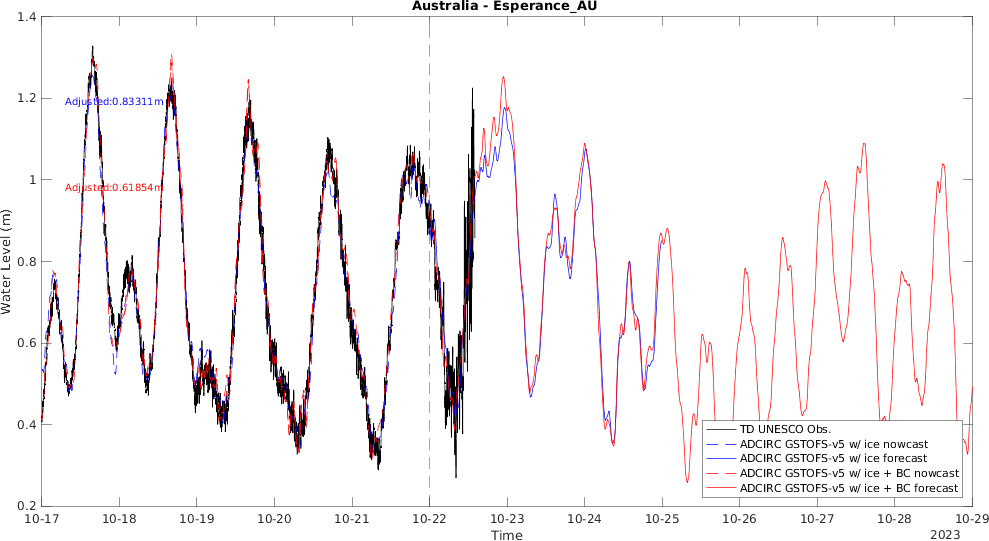 Australia - Esperance_AU
Water Level (m)
1.4
1.2
1
0.8
0.6
0.4
0.2
Adjusted:0.83311m
Adjusted:0.61854m
TD UNESCO Obs.
ADCIRC GSTOFS-v5 w/ ice nowcast
ADCIRC GSTOFS-v5 w/ ice forecast
ADCIRC GSTOFS-v5 w/ ice + BC nowcast
ADCIRC GSTOFS-v5 w/ ice + BC forecast
10-17 10-18 10-19 10-20 10-21 10-22 10-23 10-24 10-25 10-26 10-27 10-28 10-29
Time
2023